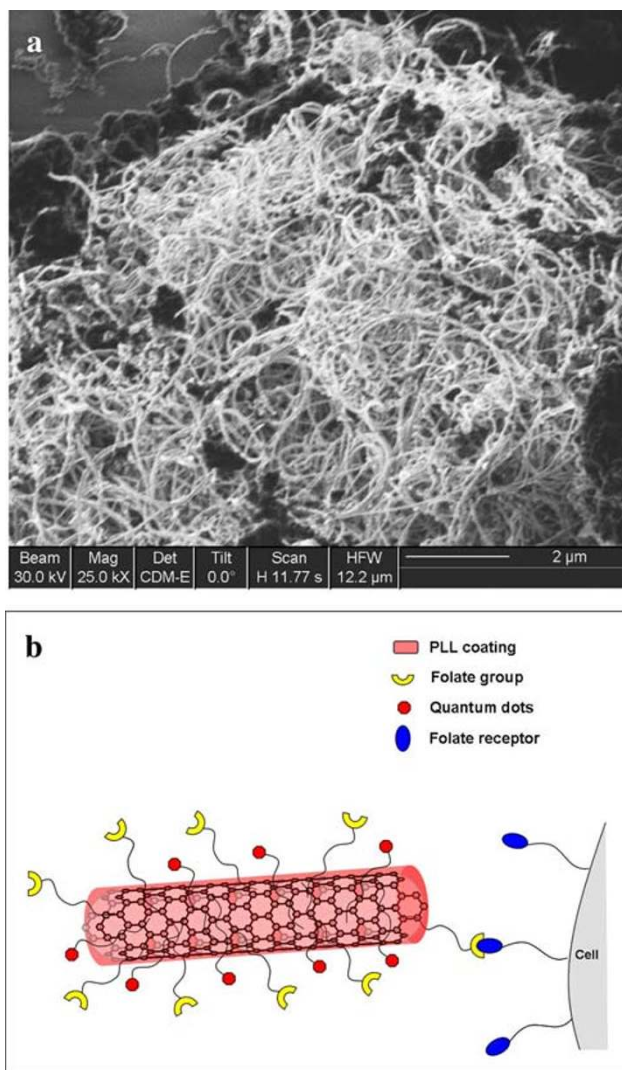 a
Beam Mag Det Tilt Scan HFW 2 µm
30.0 kV 25.0 kX CDM-E 0.0° H 11.77 s 12.2 µm
b
PLL coating
Folate group
Quantum dots
Folate receptor
Cell